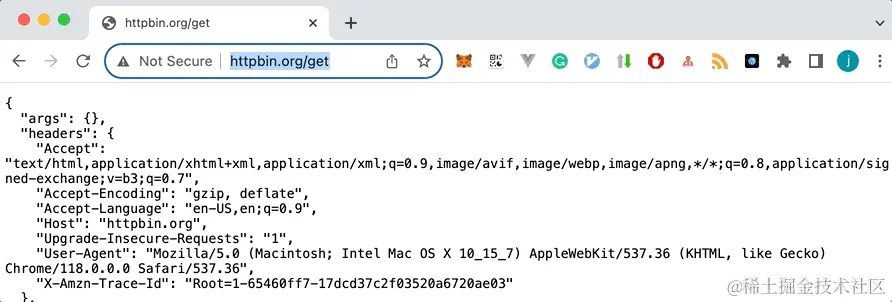 httpbin.org/get
Not Secure
httpbin.org/get
j
{
  "args": {},
  "headers": {
    "Accept":
"text/html,application/xhtml+xml,application/xml;q=0.9,image/avif,image/webp,image/apng,*/*;q=0.8,application/sig
ned-exchange;v=b3;q=0.7",
    "Accept-Encoding": "gzip, deflate",
    "Accept-Language": "en-US,en;q=0.9",
    "Host": "httpbin.org",
    "Upgrade-Insecure-Requests": "1",
    "User-Agent": "Mozilla/5.0 (Macintosh; Intel Mac OS X 10_15_7) AppleWebKit/537.36 (KHTML, like Gecko)
Chrome/118.0.0.0 Safari/537.36",
    "X-Amzn-Trace-Id": "Root=1-65460ff7-17dcd37c2f03520a6720ae03"
  },
@稀土掘金技术社区